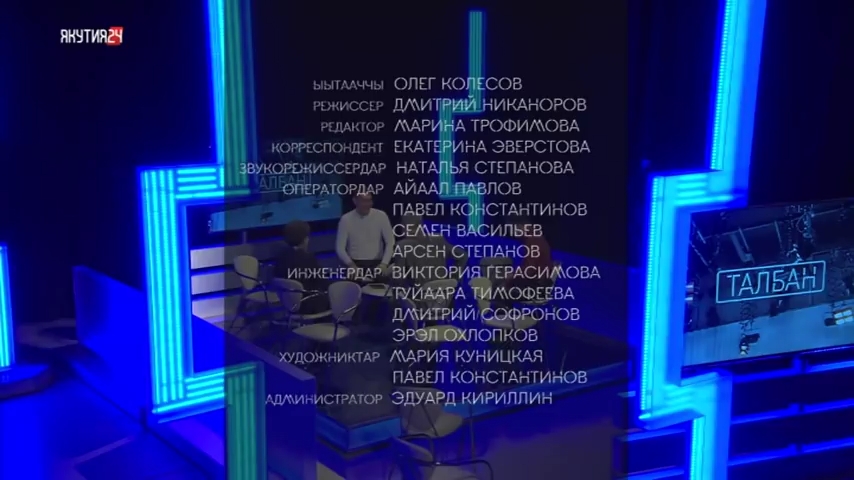 ЯКУТИЯ24
ЫЫТААЧЧЫ ОЛЕГ КОЛЕСОВ
РЕЖИССЕР ДМИТРИЙ НИКАНОРОВ
РЕДАКТОР МАРИНА ТРОФИМОВА
КОРРЕСПОНДЕНТ ЕКАТЕРИНА ЭВЕРСТОВА
ЗВУКОРЕЖИССЕРДАР НАТАЛЬЯ СТЕПАНОВА
ОПЕРАТОРДАР АЙААЛ ПАВЛОВ
ПАВЕЛ КОНСТАНТИНОВ
СЕМЕН ВАСИЛЬЕВ
АРСЕН СТЕПАНОВ
ИНЖЕНЕРДАР ВИКТОРИЯ ГЕРАСИМОВА
ТУЙААРА ТИМОФЕЕВА
ДМИТРИЙ СОФРОНОВ
ЭРЭЛ ОХЛОПКОВ
ХУДОЖНИКТАР МАРИЯ КУНИЦКАЯ
ПАВЕЛ КОНСТАНТИНОВ
АДМИНИСТРАТОР ЭДУАРД КИРИЛЛИН
ТАЛБАН